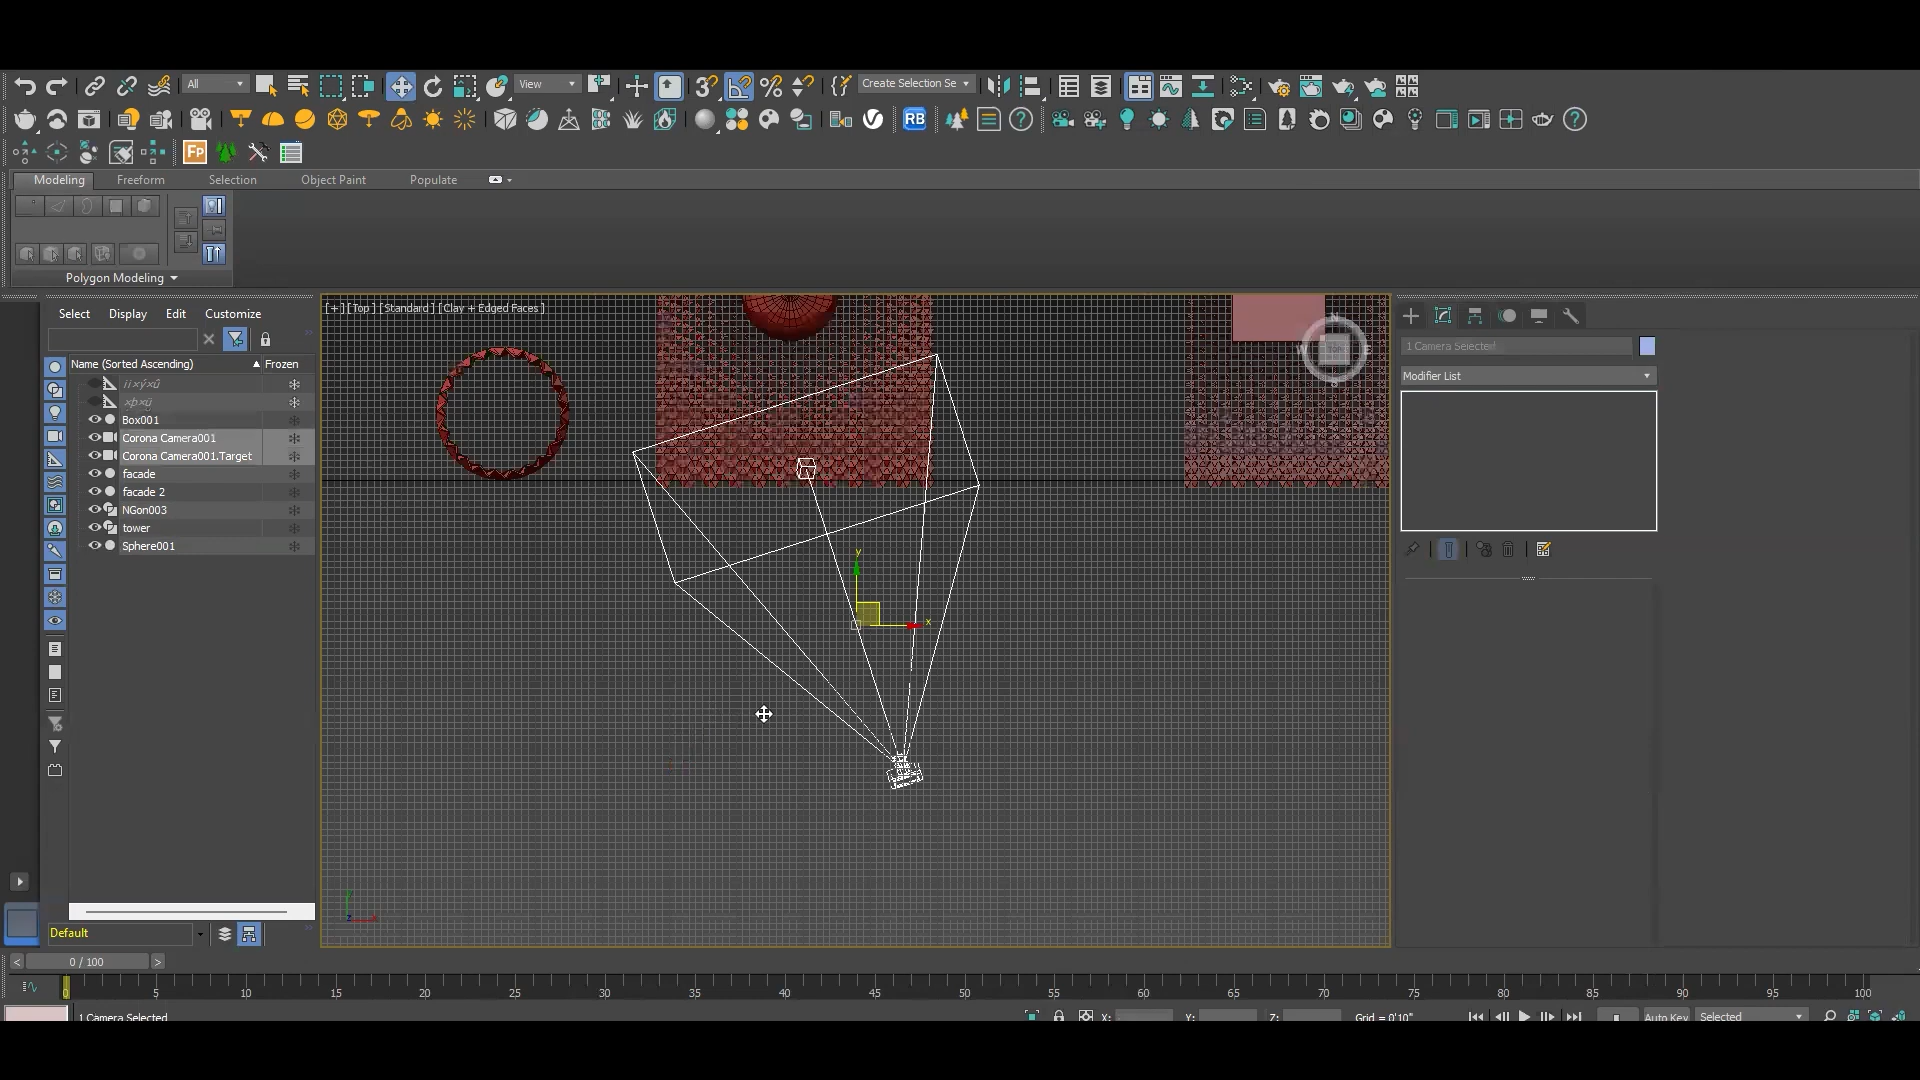 All
View
3
Create Selection Se
RB
Fp
Modeling
Freeform
Selection
Object Paint
Populate
Polygon Modeling
Select
Display
Edit
Customize
[+] [Top ] [Standard ] [Clay + Edged Faces ]
Name (Sorted Ascending)
Frozen
Box001
Corona Camera001
Corona Camera001.Target
facade
facade 2
NGon003
tower
Sphere001
N
W
E
S
1 Camera Selected
Modifier List
y
x
Default
< 0 / 100 >
0 5 10 15 20 25 30 35 40 45 50 55 60 65 70 75 80 85 90 95 100
1 Camera Selected
X:
Y:
Z:
Grid = 0'10"
Auto Key
Selected